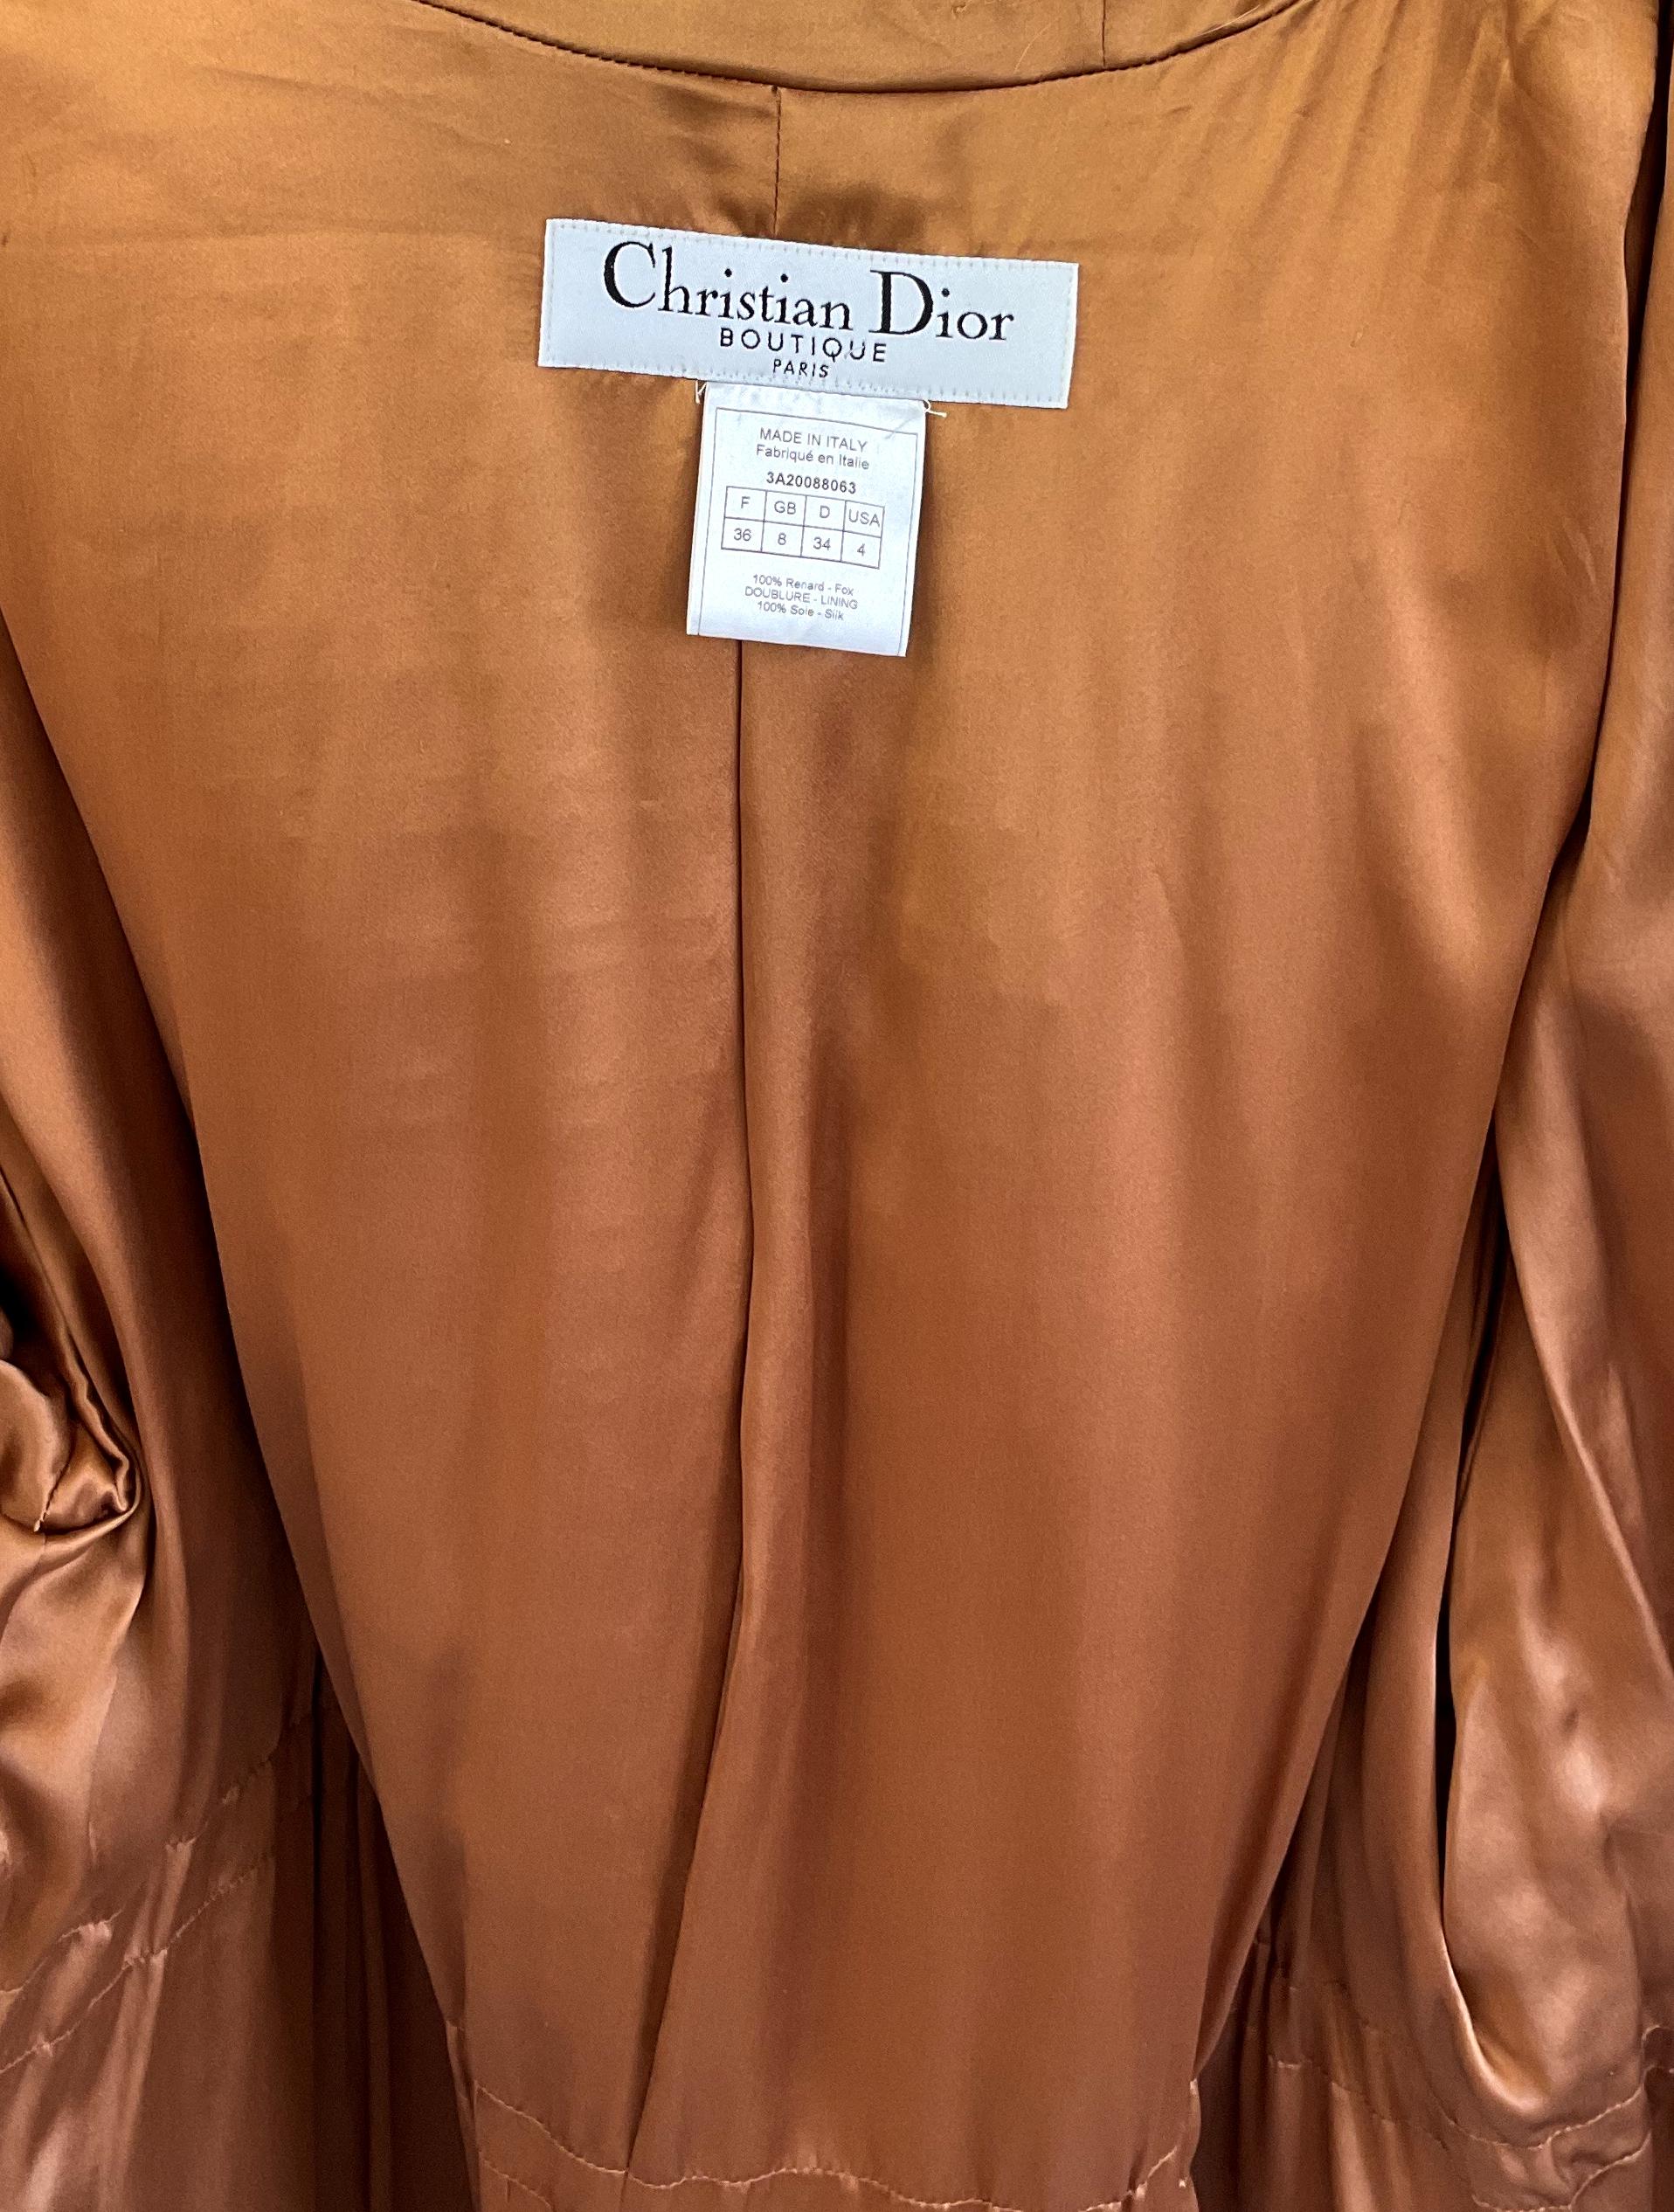 Christian Dior
BOUTIQUE
PARIS
MADE IN ITALY
Fabriqué en Italie
3A20088063
F GB D USA
36 8 34 4
100% Renard - Fox
DOUBLURE - LINING
100% Soie - Silk